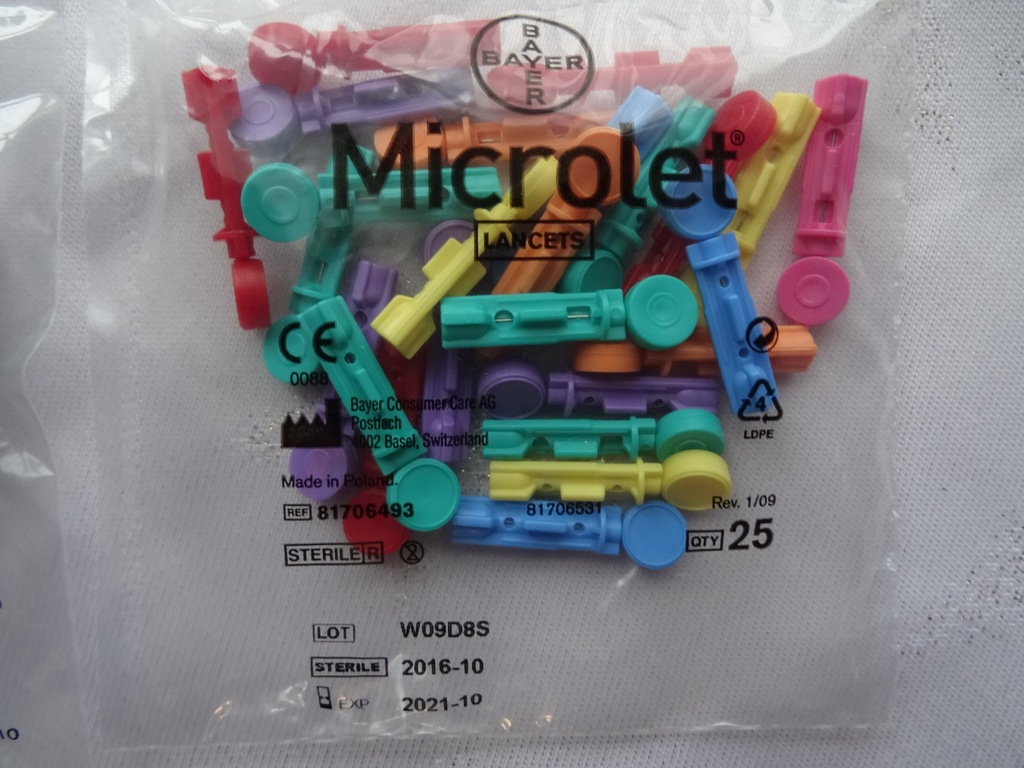 BAYER
BAYER
Microlet®
LANCETS
CE
0088
Bayer Consumer Care AG
Postfach
4002 Basel, Switzerland
4
LDPE
Made in Poland.
REF 81706493
81706531
Rev. 1/09
QTY 25
STERILE R
2
LOT W09D8S
STERILE 2016-10
EXP 2021-10